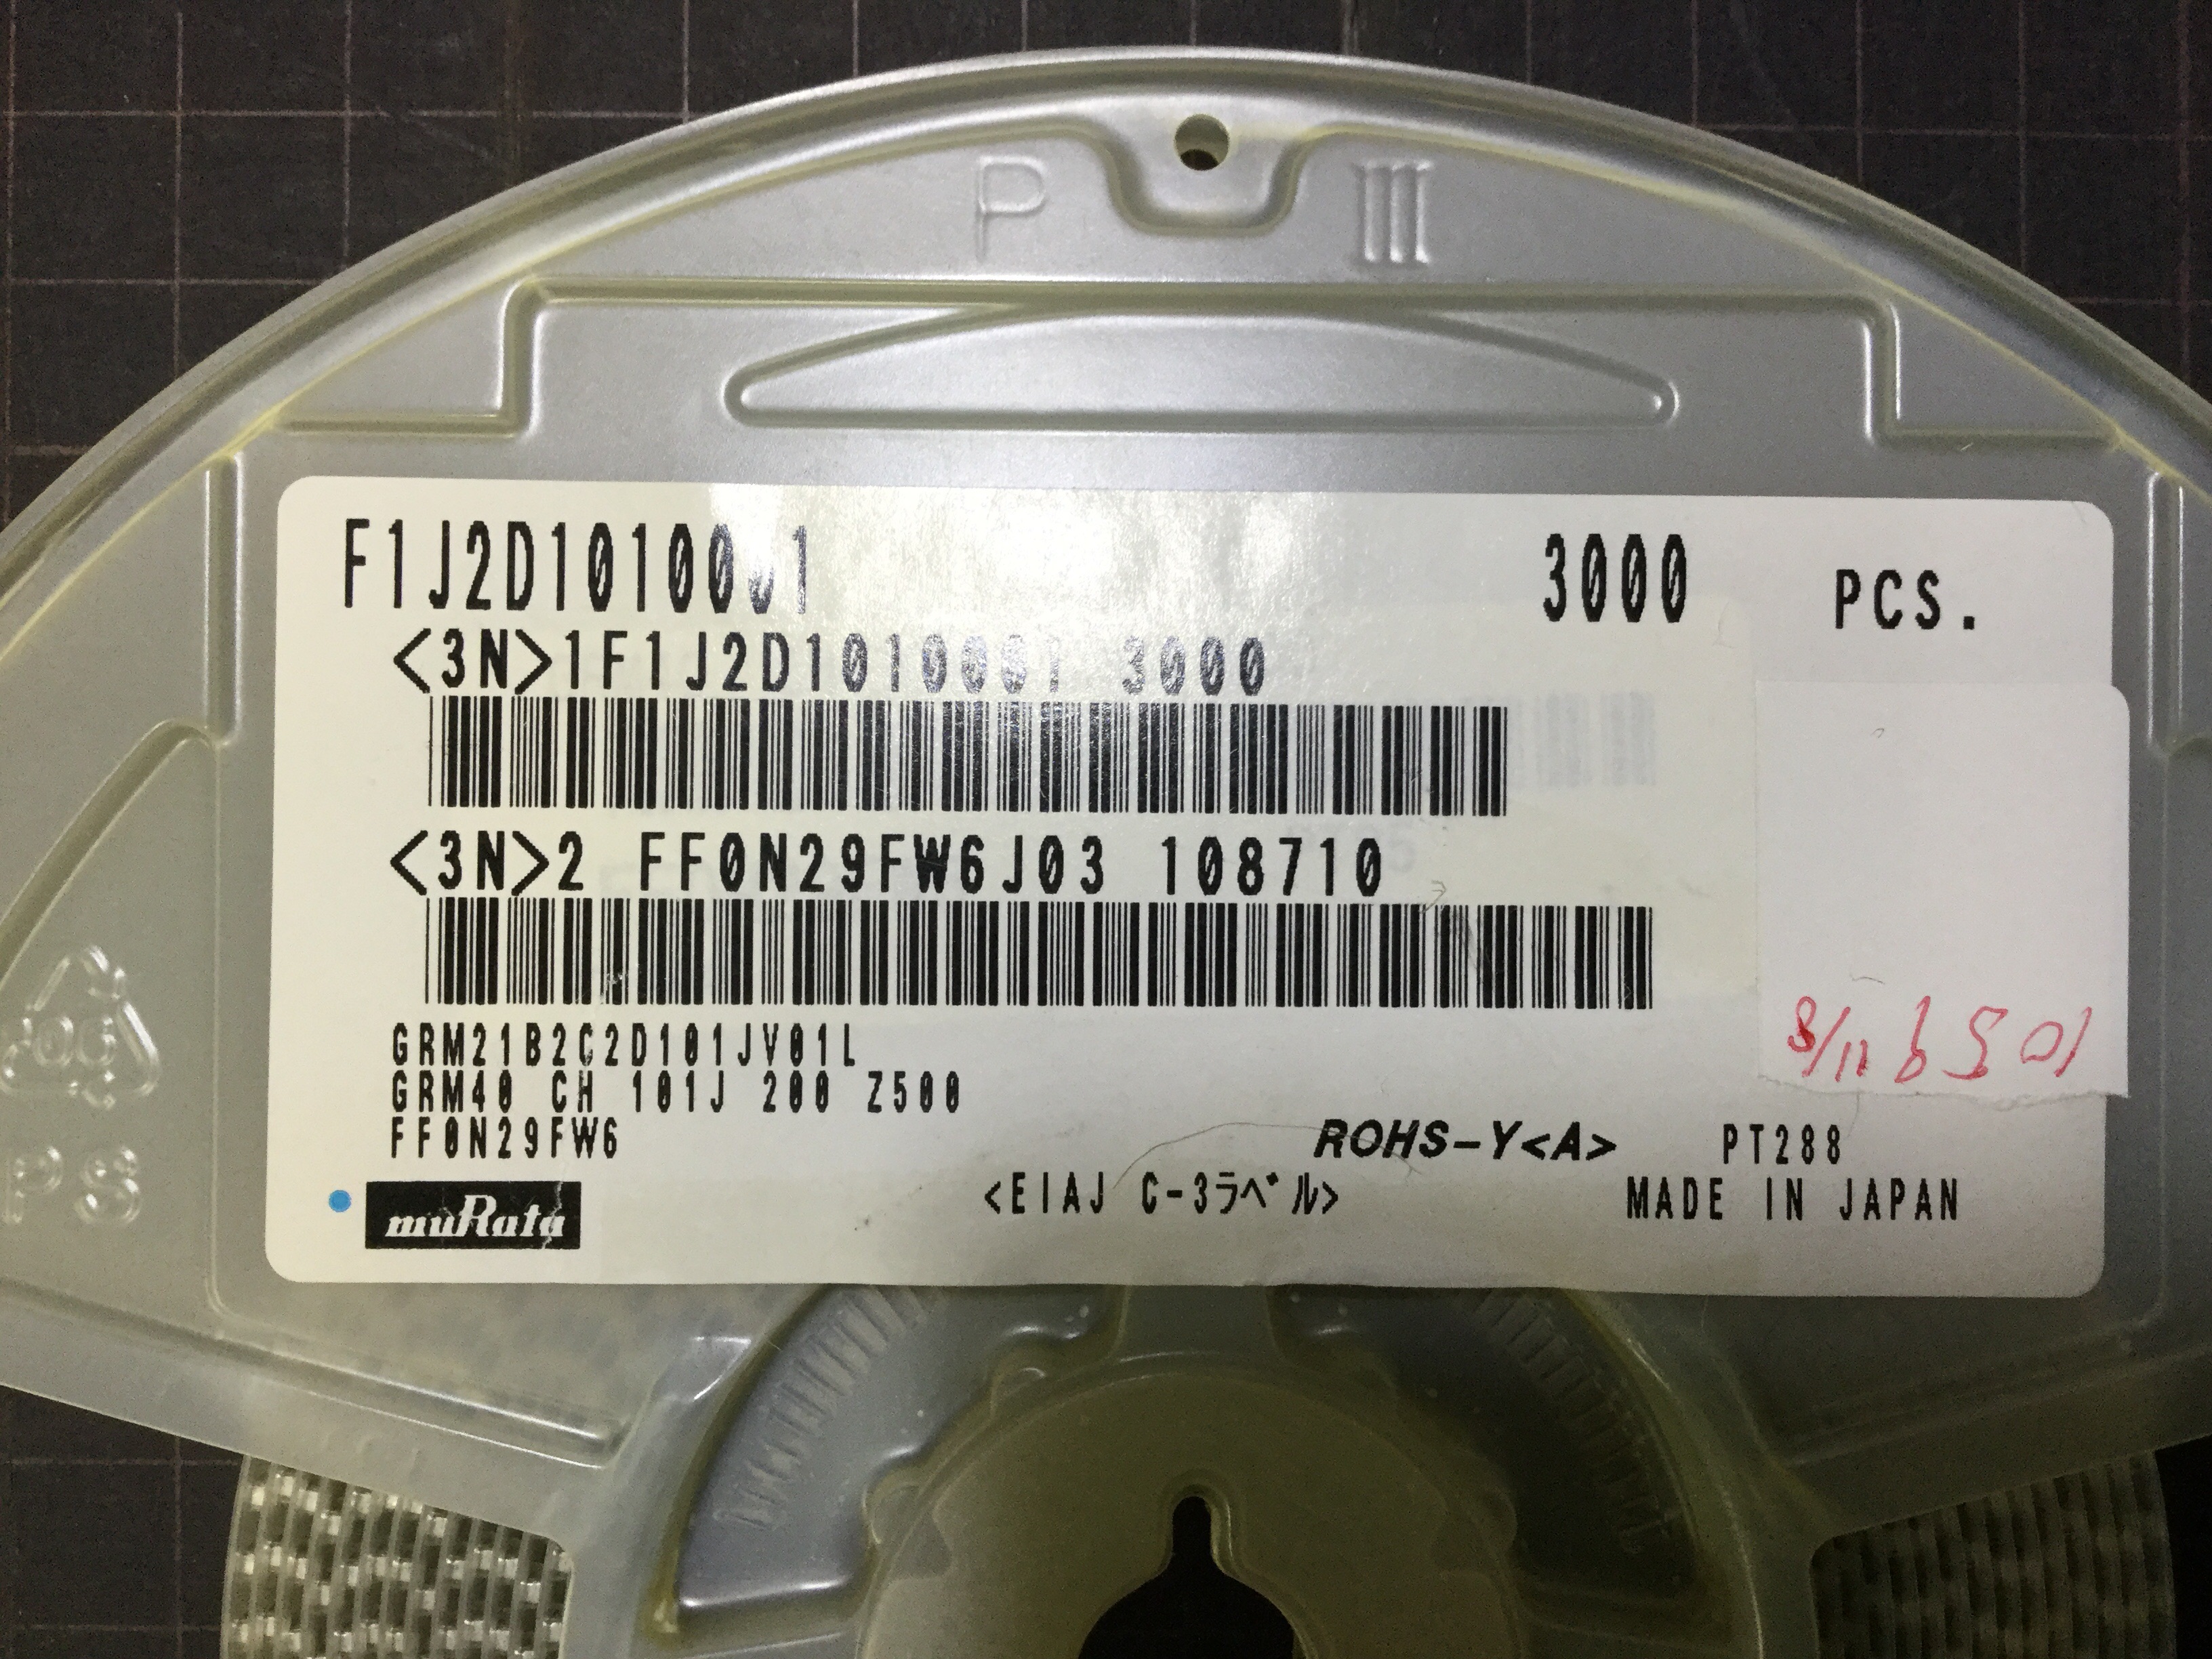 P III
F1J2D1010001 3000 PCS.
<3N>1F1J2D1010001 3000
<3N>2 FF0N29FW6J03 108710
GRM21B2C2D101JV01L
GRM40 CH 101J 200 Z500
FF0N29FW6
ROHS-Y<A> PT288
muRata
<EIAJ C-3ラベル>
MADE IN JAPAN
PS